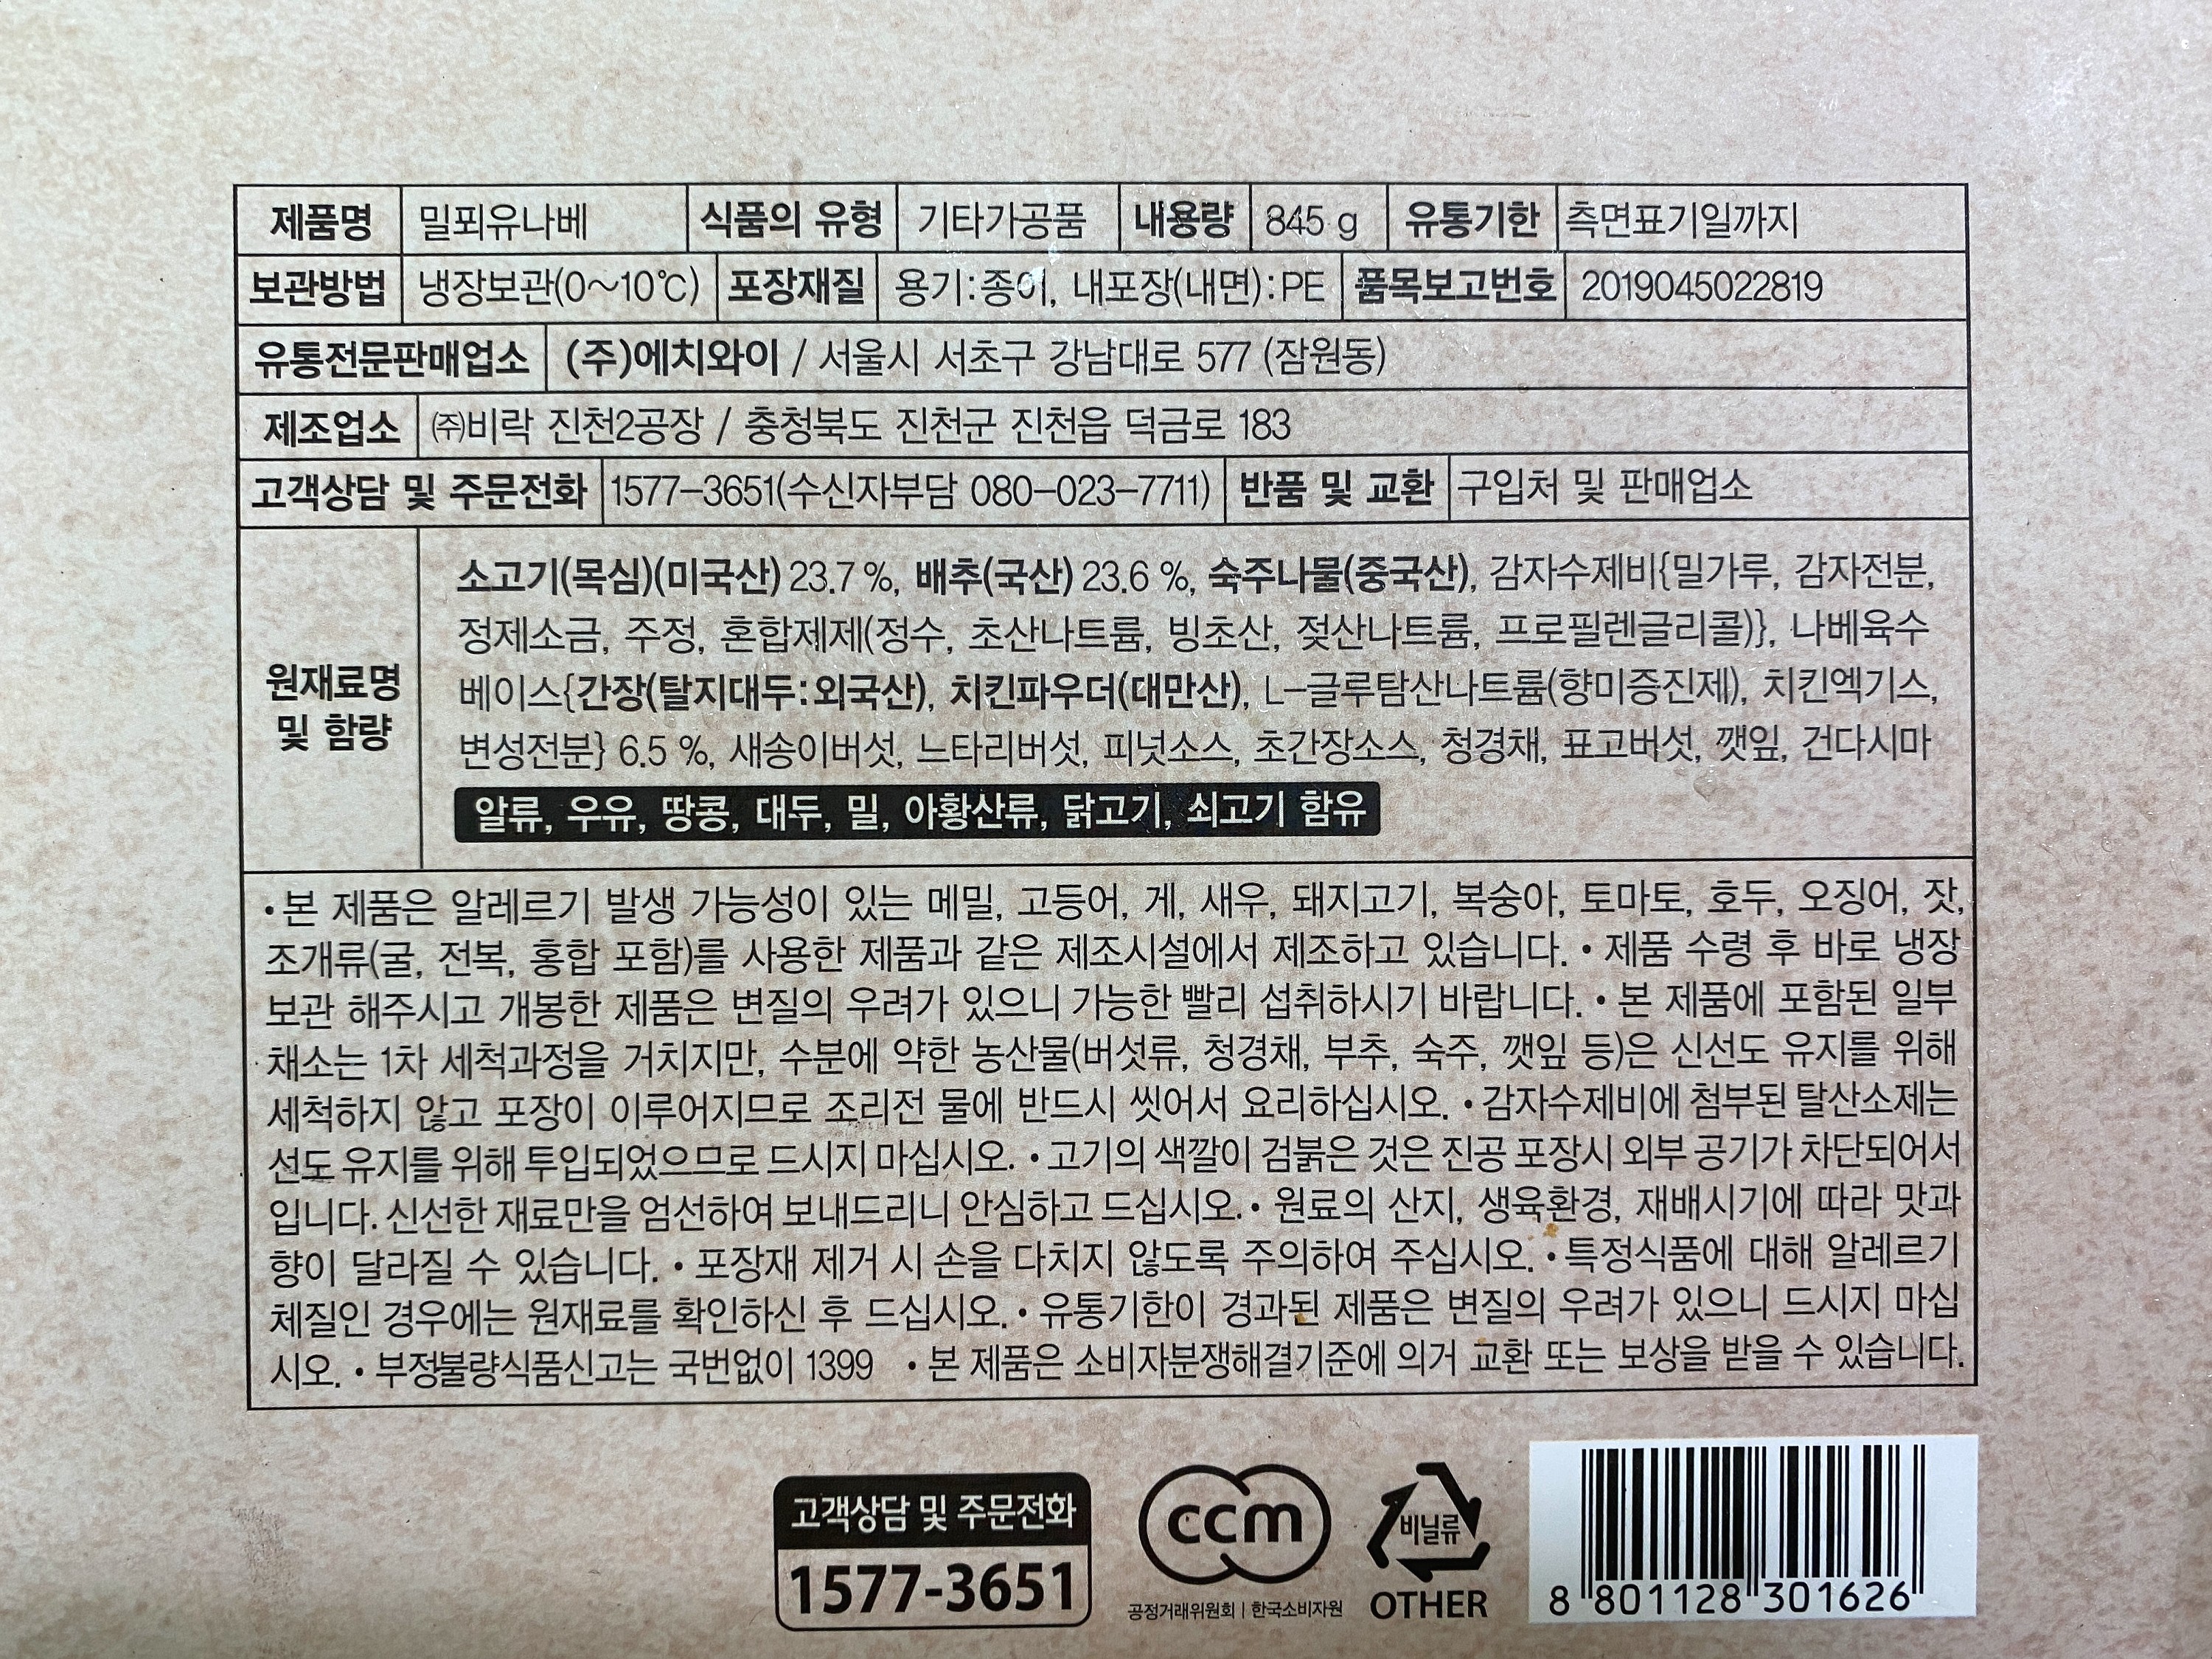 제품명 밀푀유나베 식품의 유형 기타가공품 내용량 845 g 유통기한 측면표기일까지
보관방법 냉장보관(0~10℃) 포장재질 용기:종이, 내포장(내면):PE 품목보고번호 2019045022819
유통전문판매업소 (주)에치와이 / 서울시 서초구 강남대로 577 (잠원동)
제조업소 ㈜비락 진천2공장 / 충청북도 진천군 진천읍 덕금로 183
고객상담 및 주문전화 1577-3651(수신자부담 080-023-7711) 반품 및 교환 구입처 및 판매업소
원재료명
및 함량
소고기(목심)(미국산) 23.7 %, 배추(국산) 23.6 %, 숙주나물(중국산), 감자수제비{밀가루, 감자전분,
정제소금, 주정, 혼합제제(정수, 초산나트륨, 빙초산, 젖산나트륨, 프로필렌글리콜)}, 나베육수
베이스{간장(탈지대두:외국산), 치킨파우더(대만산), L-글루탐산나트륨(향미증진제), 치킨엑기스,
변성전분} 6.5 %, 새송이버섯, 느타리버섯, 피넛소스, 초간장소스, 청경채, 표고버섯, 깻잎, 건다시마
알류, 우유, 땅콩, 대두, 밀, 아황산류, 닭고기, 쇠고기 함유
• 본 제품은 알레르기 발생 가능성이 있는 메밀, 고등어, 게, 새우, 돼지고기, 복숭아, 토마토, 호두, 오징어, 잣,
조개류(굴, 전복, 홍합 포함)를 사용한 제품과 같은 제조시설에서 제조하고 있습니다. • 제품 수령 후 바로 냉장
보관 해주시고 개봉한 제품은 변질의 우려가 있으니 가능한 빨리 섭취하시기 바랍니다. • 본 제품에 포함된 일부
채소는 1차 세척과정을 거치지만, 수분에 약한 농산물(버섯류, 청경채, 부추, 숙주, 깻잎 등)은 신선도 유지를 위해
세척하지 않고 포장이 이루어지므로 조리전 물에 반드시 씻어서 요리하십시오. • 감자수제비에 첨부된 탈산소제는
선도 유지를 위해 투입되었으므로 드시지 마십시오. • 고기의 색깔이 검붉은 것은 진공 포장시 외부 공기가 차단되어서
입니다. 신선한 재료만을 엄선하여 보내드리니 안심하고 드십시오. • 원료의 산지, 생육환경, 재배시기에 따라 맛과
향이 달라질 수 있습니다. • 포장재 제거 시 손을 다치지 않도록 주의하여 주십시오. • 특정식품에 대해 알레르기
체질인 경우에는 원재료를 확인하신 후 드십시오. • 유통기한이 경과된 제품은 변질의 우려가 있으니 드시지 마십
시오. • 부정불량식품신고는 국번없이 1399 • 본 제품은 소비자분쟁해결기준에 의거 교환 또는 보상을 받을 수 있습니다.
고객상담 및 주문전화
1577-3651
ccm
공정거래위원회 | 한국소비자원
비닐류
OTHER
8 801128 301626